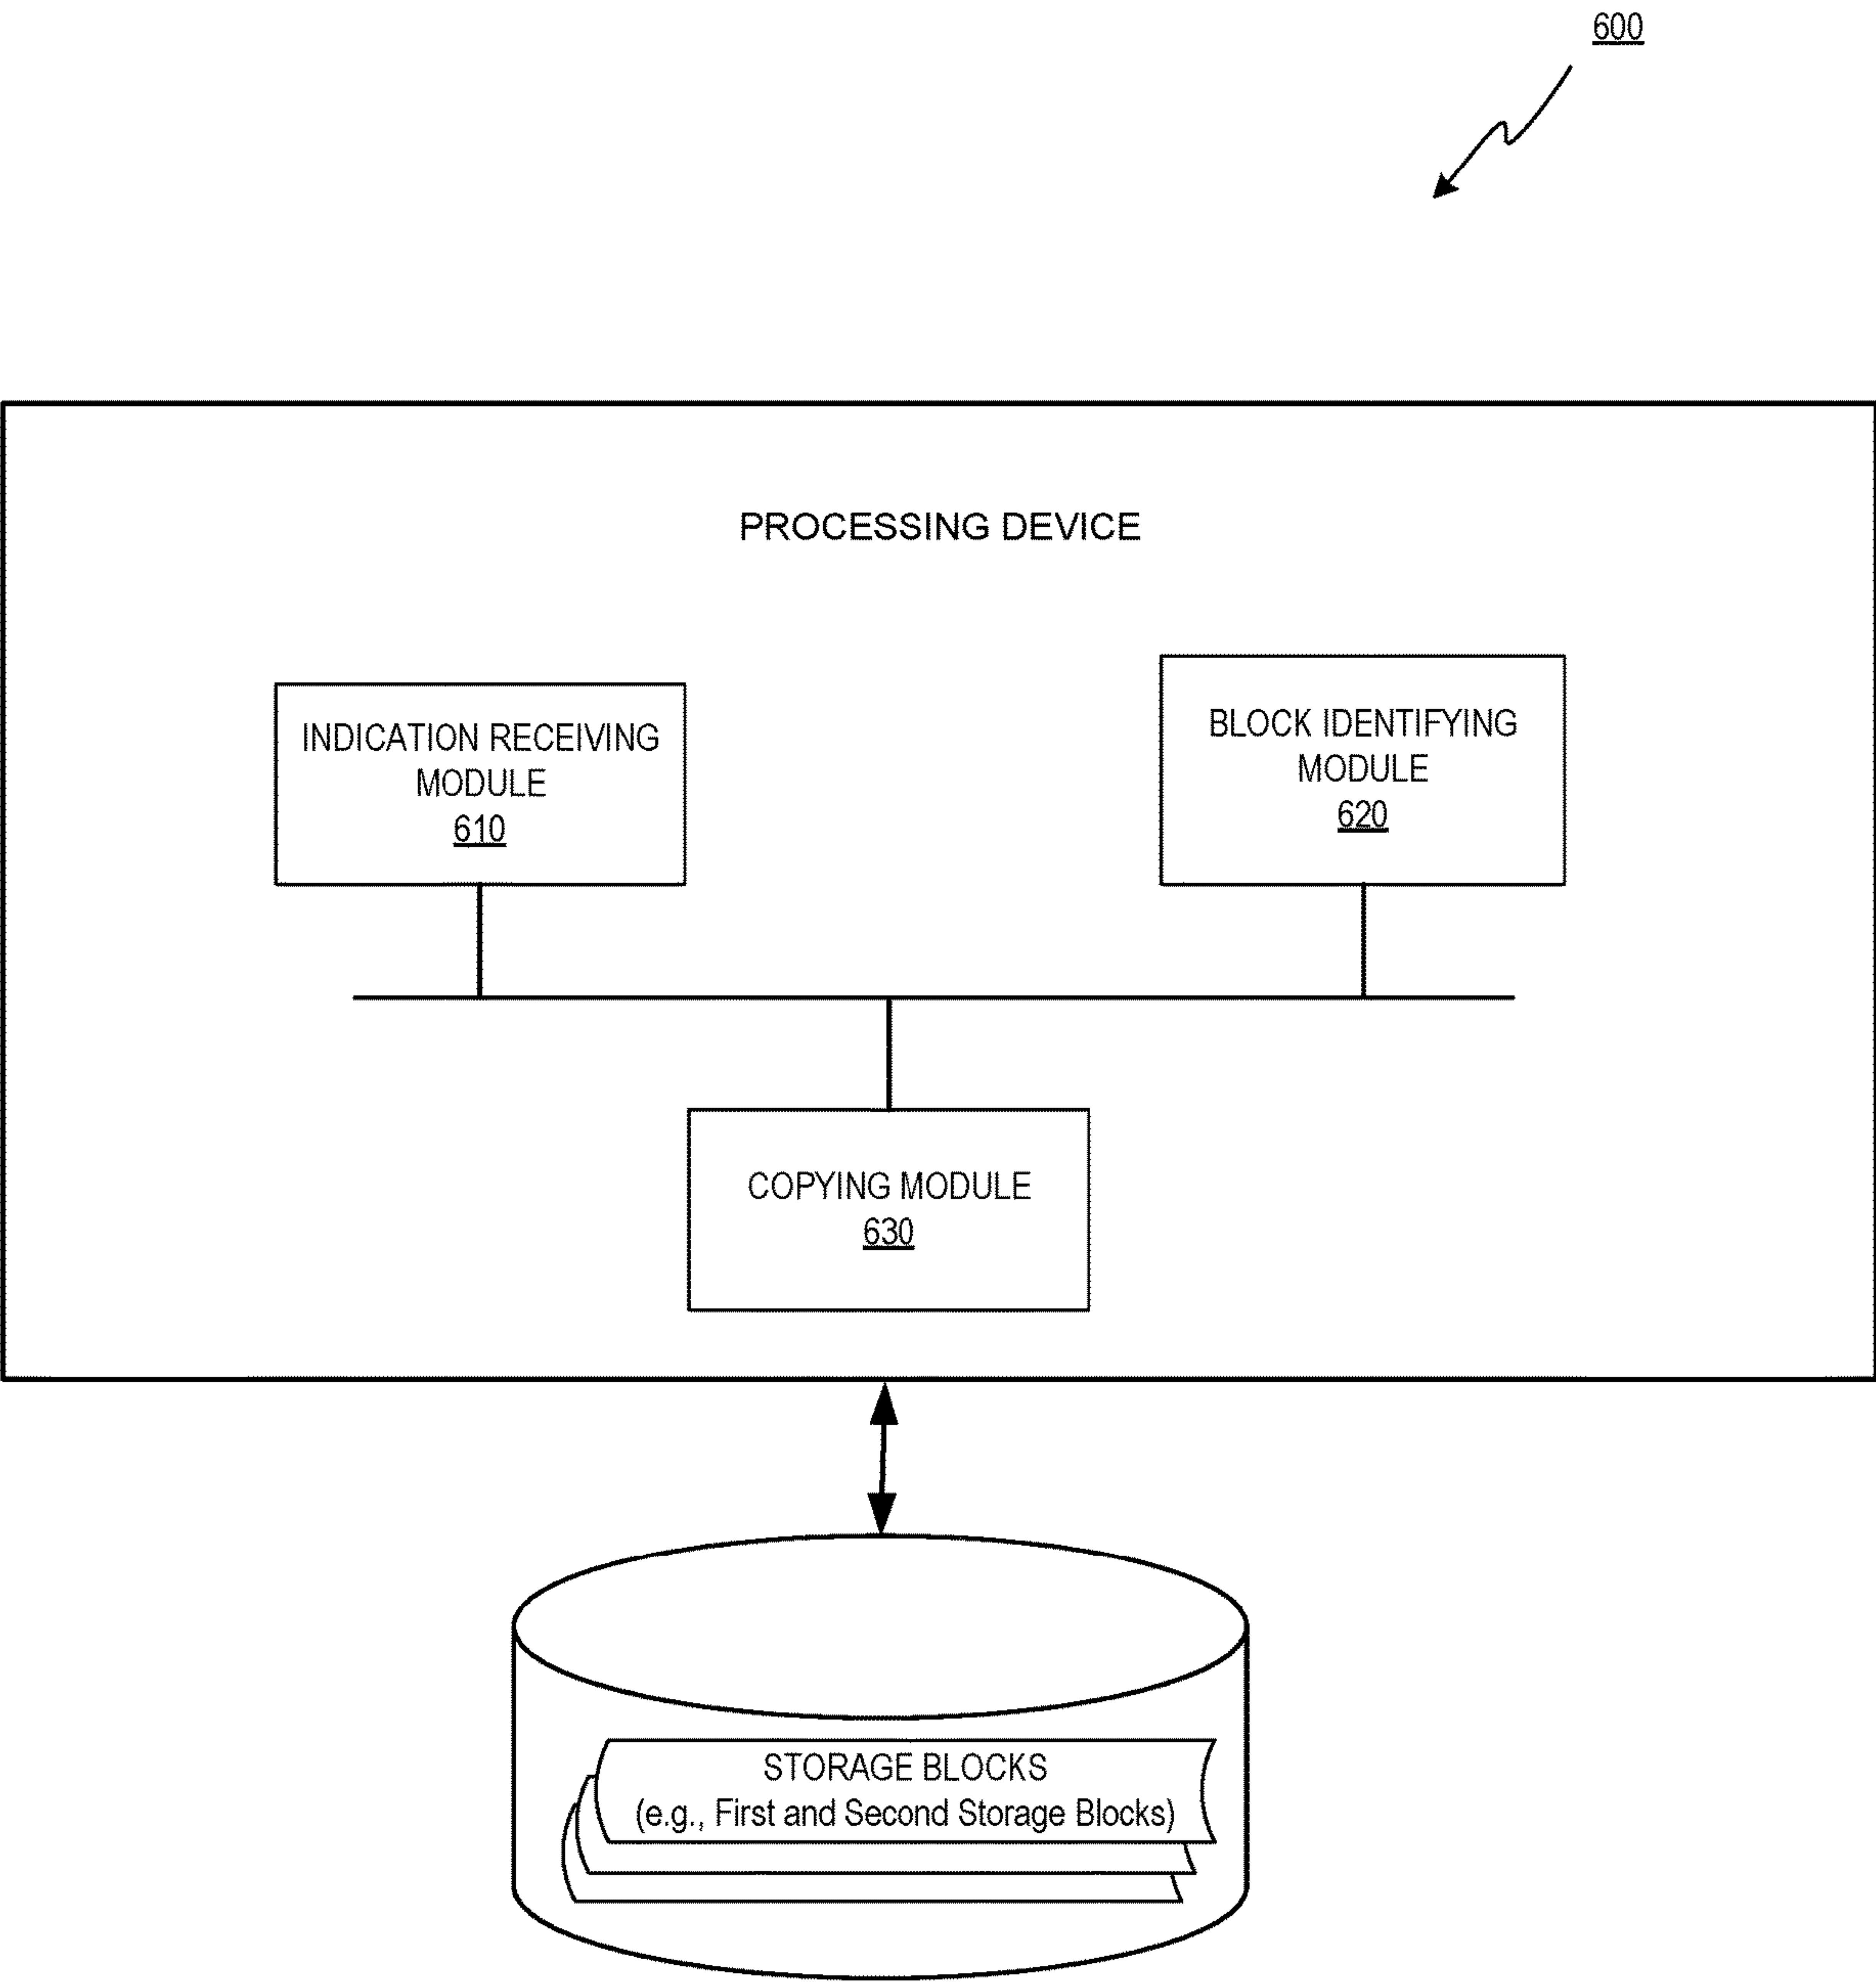 600
PROCESSING DEVICE
INDICATION RECEIVING
MODULE
610
BLOCK IDENTIFYING
MODULE
620
COPYING MODULE
630
STORAGE BLOCKS
(e.g., First and Second Storage Blocks)